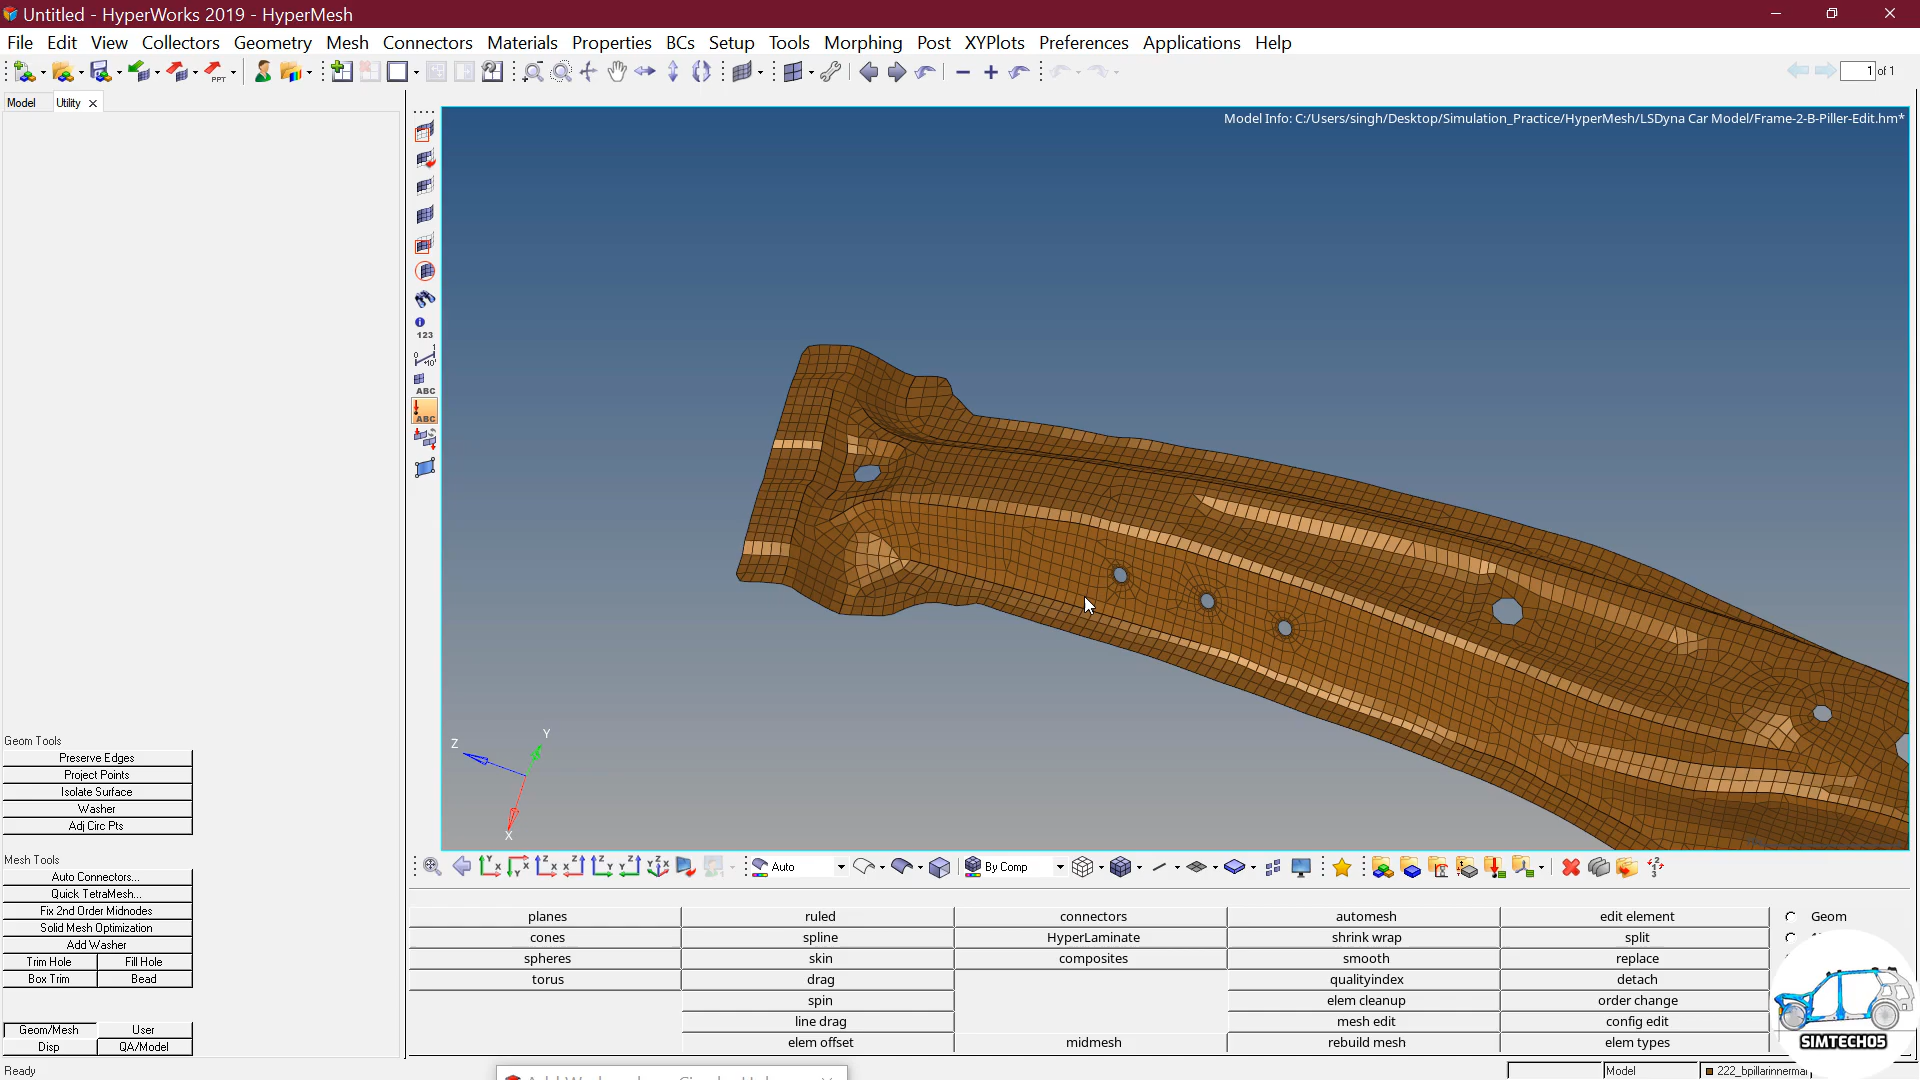 Untitled - HyperWorks 2019 - HyperMesh
File Edit View Collectors Geometry Mesh Connectors Materials Properties BCs Setup Tools Morphing Post XYPlots Preferences Applications Help
PPT
1 of 1
Model Utility
Model Info: C:/Users/singh/Desktop/Simulation_Practice/HyperMesh/LSDyna Car Model/Frame-2-B-Piller-Edit.hm*
123
ABC
ABC
Z Y
X
Geom Tools
Preserve Edges
Project Points
Isolate Surface
Washer
Adj Circ Pts
Mesh Tools
Auto Connectors...
Quick TetraMesh...
Fix 2nd Order Midnodes
Solid Mesh Optimization
Add Washer
Trim Hole Fill Hole
Box Trim Bead
Geom/Mesh User
Disp QA/Model
Auto By Comp
planes ruled connectors automesh edit element Geom
cones spline HyperLaminate shrink wrap split
spheres skin composites smooth replace
torus drag qualityindex detach
spin elem cleanup order change
line drag mesh edit config edit
elem offset midmesh rebuild mesh elem types
SIMTECH05
Ready Model 222_bpillarinnermai